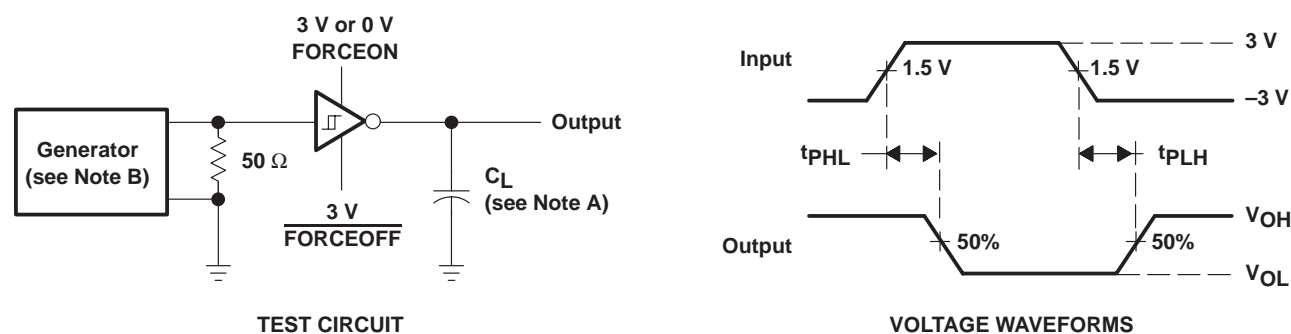 3 V or 0 V
FORCEON
Generator
(see Note B)
50 Ω
3 V
FORCEOFF
CL
(see Note A)
Output
TEST CIRCUIT
Input
1.5 V
1.5 V
3 V
–3 V
tPHL
tPLH
Output
50%
50%
VOH
VOL
VOLTAGE WAVEFORMS